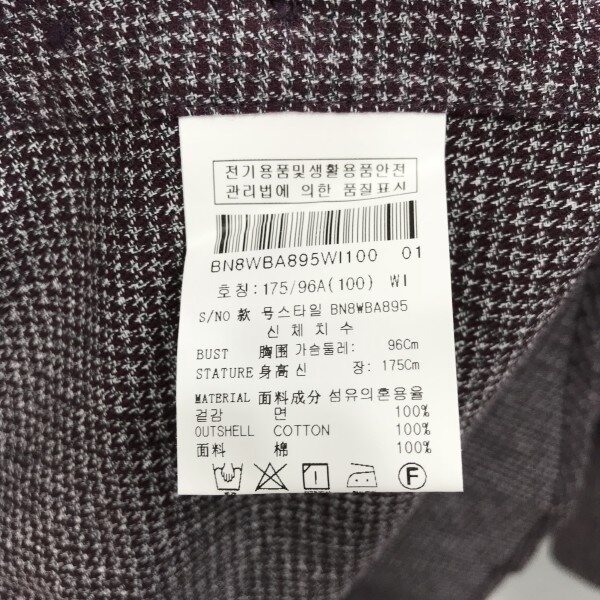 전기용품및생활용품안전
관리법에 의한 품질표시
BN8WBA895WI100 01
호칭:175/96A(100) WI
S/NO 款 号스타일 BN8WBA895
신체치수
BUST 胸围 가슴둘레: 96Cm
STATURE 身高 신 장: 175Cm
MATERIAL 面料成分 섬유의혼용율
겉감 면 100%
OUTSHELL COTTON 100%
面料 棉 100%
F